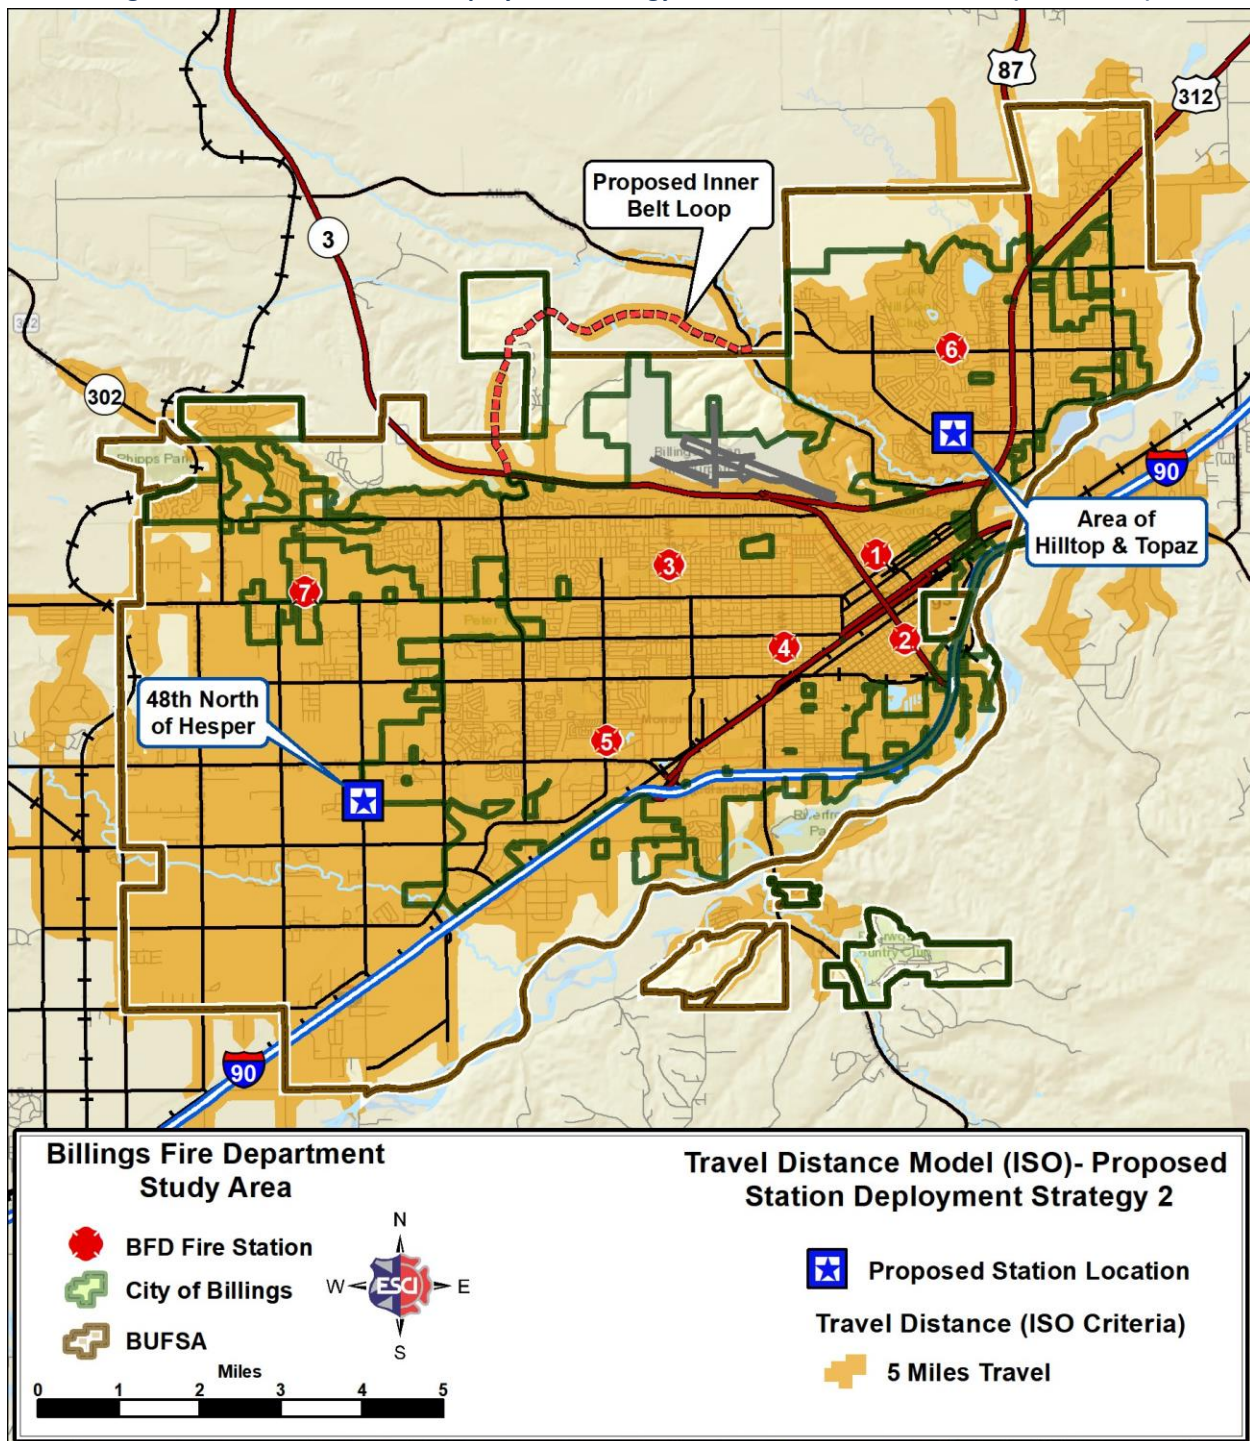 87
312
Proposed Inner
Belt Loop
3
302
6
90
Area of
Hilltop & Topaz
1
3
7
2
4
48th North
of Hesper
5
90
Billings Fire Department
Study Area
BFD Fire Station
City of Billings
BUFSA
N
W
ESCI
E
S
Miles
0 1 2 3 4 5
Travel Distance Model (ISO)- Proposed
Station Deployment Strategy 2
Proposed Station Location
Travel Distance (ISO Criteria)
5 Miles Travel